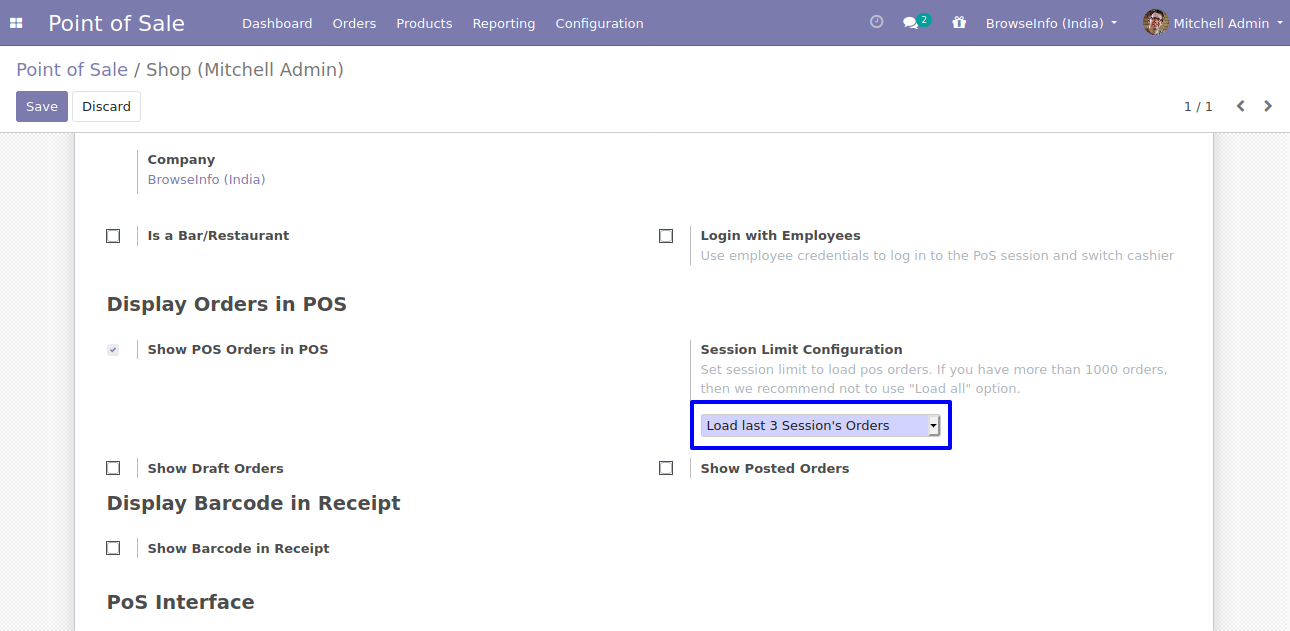 Point of Sale Dashboard Orders Products Reporting Configuration 2 BrowseInfo (India) Mitchell Admin
Point of Sale / Shop (Mitchell Admin)
Save Discard 1 / 1
Company
BrowseInfo (India)
Is a Bar/Restaurant Login with Employees
Use employee credentials to log in to the PoS session and switch cashier
Display Orders in POS
Show POS Orders in POS Session Limit Configuration
Set session limit to load pos orders. If you have more than 1000 orders,
then we recommend not to use "Load all" option.
Load last 3 Session's Orders
Show Draft Orders Show Posted Orders
Display Barcode in Receipt
Show Barcode in Receipt
PoS Interface